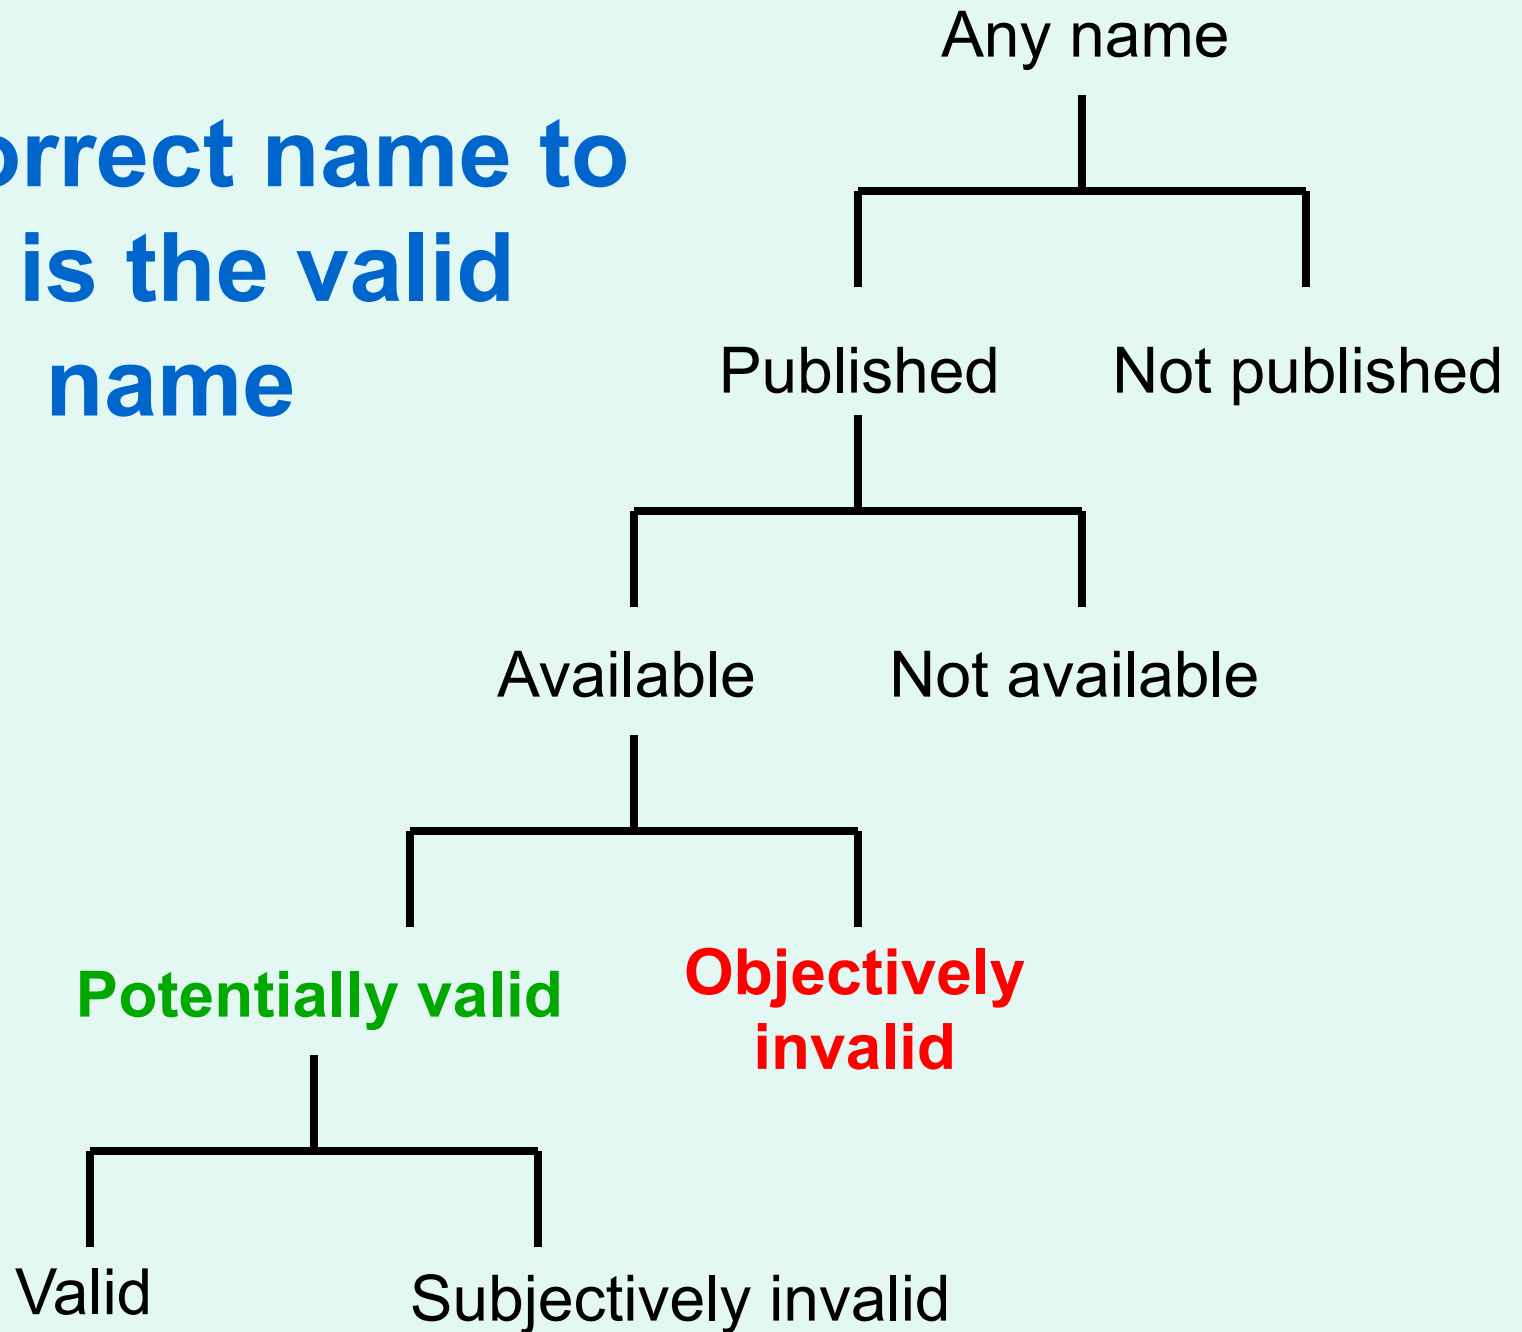 Any name
orrect name to
is the valid
name
Published
Not published
Available
Not available
Potentially valid
Objectively
invalid
Valid
Subjectively invalid